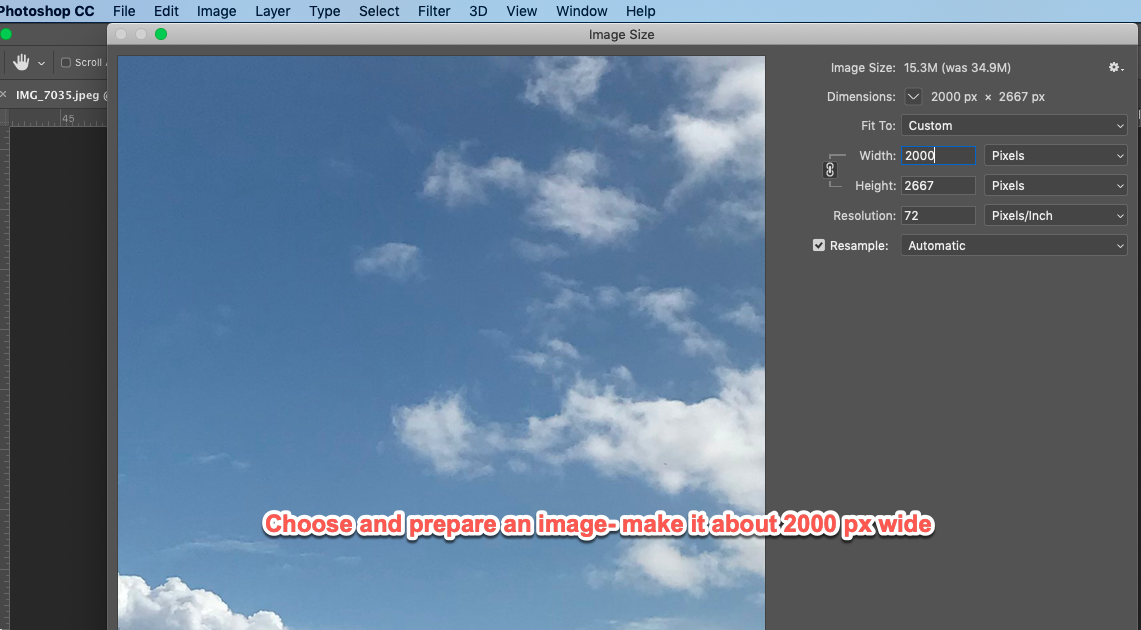 Photoshop CC File Edit Image Layer Type Select Filter 3D View Window Help
Image Size
Scroll
IMG_7035.jpeg @
45
Image Size: 15.3M (was 34.9M)
Dimensions: 2000 px × 2667 px
Fit To: Custom
Width: 2000 Pixels
Height: 2667 Pixels
Resolution: 72 Pixels/Inch
Resample: Automatic
Choose and prepare an image- make it about 2000 px wide